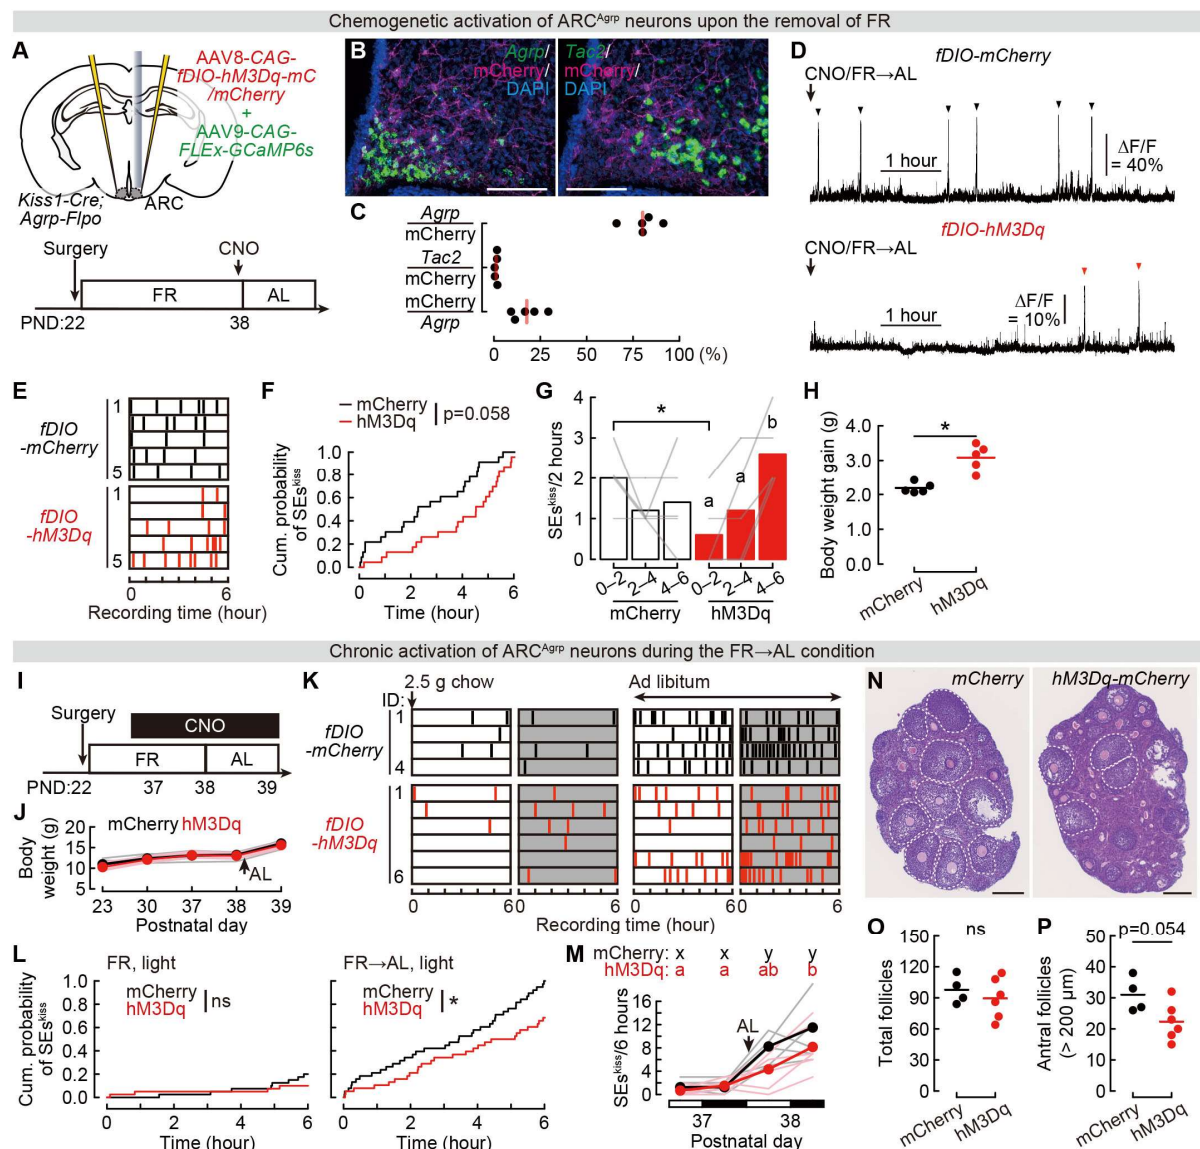 Chemogenetic activation of ARC^Agrp neurons upon the removal of FR
A
AAV8-CAG-
fDIO-hM3Dq-mC
/mCherry
+
AAV9-CAG-
FLEx-GCaMP6s
Kiss1-Cre;
Agrp-Flpo
ARC
Surgery
CNO
FR
AL
PND:22
38
B
Agrp/
mCherry/
DAPI
Tac2/
mCherry/
DAPI
C
Agrp
mCherry
Tac2
mCherry
mCherry
Agrp
0 25 50 75 100 (%)
D
fDIO-mCherry
CNO/FR→AL
1 hour
ΔF/F
= 40%
fDIO-hM3Dq
CNO/FR→AL
1 hour
ΔF/F
= 10%
E
fDIO
-mCherry
1
5
fDIO
-hM3Dq
1
5
0 6
Recording time (hour)
F
mCherry
hM3Dq
p=0.058
Cum. probability
of SEs^kiss
1.0
0.8
0.6
0.4
0.2
0.0
0 2 4 6
Time (hour)
G
SEs^kiss/2 hours
4
3
2
1
0
*
a
a
b
0–2 2–4 4–6 0–2 2–4 4–6
mCherry hM3Dq
H
Body weight gain (g)
4.0
3.0
2.0
1.0
0.0
*
mCherry hM3Dq
Chronic activation of ARC^Agrp neurons during the FR→AL condition
I
Surgery
CNO
FR
AL
PND:22 37 38 39
J
Body
weight (g)
20
15
10
5
mCherry hM3Dq
AL
23 30 37 38 39
Postnatal day
K
2.5 g chow
Ad libitum
ID:
fDIO
-mCherry
1
4
fDIO
-hM3Dq
1
6
0 6 0 6 0 6 0 6
Recording time (hour)
L
FR, light
mCherry
hM3Dq
ns
FR→AL, light
mCherry
hM3Dq
*
Cum. probability
of SEs^kiss
1.0
0.8
0.6
0.4
0.2
0.0
0 2 4 6
Time (hour)
0 2 4 6
Time (hour)
M
mCherry: x x y y
hM3Dq: a a ab b
SEs^kiss/6 hours
16
12
8
4
0
AL
37 38
Postnatal day
N
mCherry
hM3Dq-mCherry
O
ns
Total follicles
150
120
90
60
30
0
mCherry hM3Dq
P
p=0.054
Antral follicles
(> 200 μm)
50
40
30
20
10
0
mCherry hM3Dq